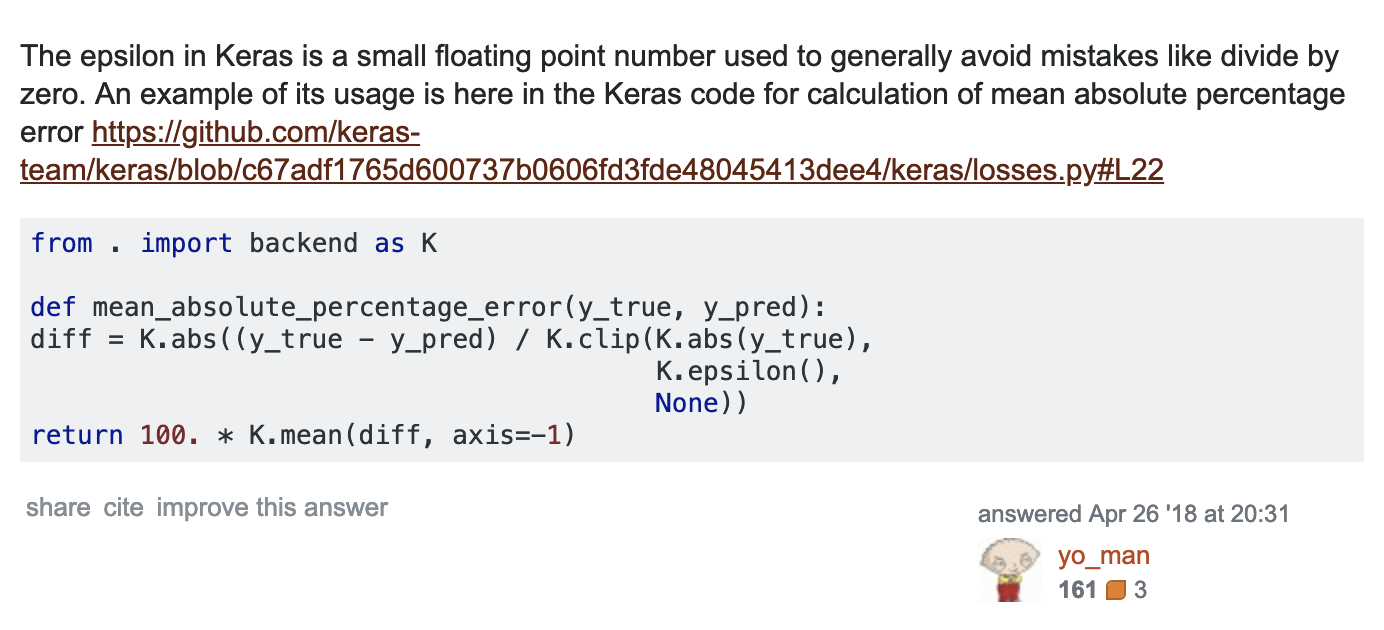 The epsilon in Keras is a small floating point number used to generally avoid mistakes like divide by
zero. An example of its usage is here in the Keras code for calculation of mean absolute percentage
error https://github.com/keras-
team/keras/blob/c67adf1765d600737b0606fd3fde48045413dee4/keras/losses.py#L22
from . import backend as K
def mean_absolute_percentage_error(y_true, y_pred):
diff = K.abs((y_true - y_pred) / K.clip(K.abs(y_true),
K.epsilon(),
None))
return 100. * K.mean(diff, axis=-1)
share cite improve this answer
answered Apr 26 '18 at 20:31
yo_man
161 3